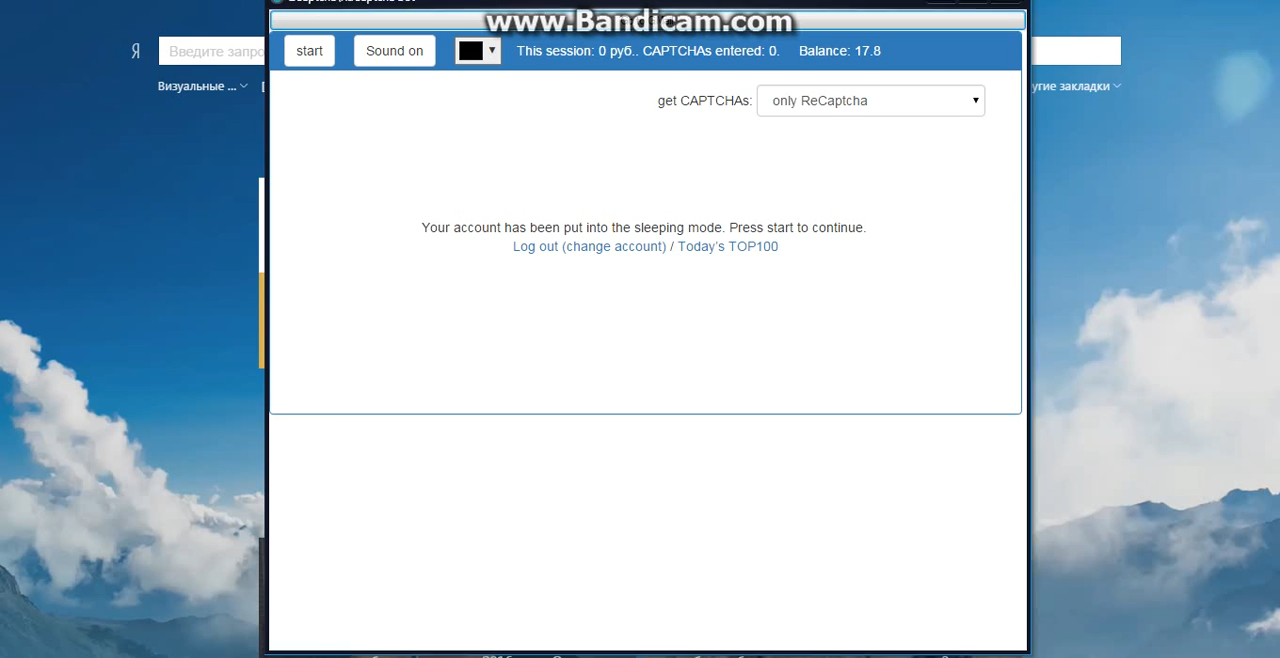 www.Bandicam.com
start
Sound on
This session: 0 руб.. CAPTCHAs entered: 0.
Balance: 17.8
Я
Введите запро
Визуальные ...
угие закладки
get CAPTCHAs:
only ReCaptcha
Your account has been put into the sleeping mode. Press start to continue.
Log out (change account) / Today's TOP100